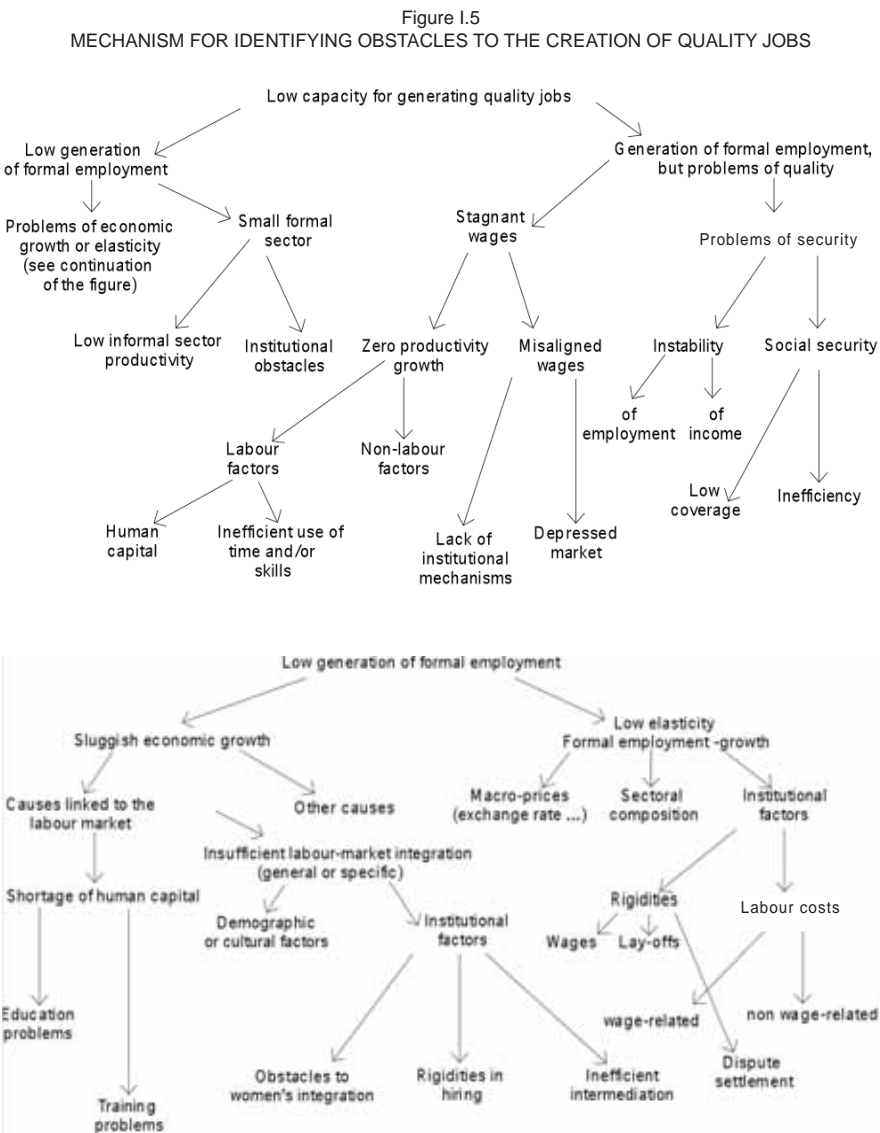 Figure I.5
MECHANISM FOR IDENTIFYING OBSTACLES TO THE CREATION OF QUALITY JOBS
Low capacity for generating quality jobs
Low generation
of formal employment
Generation of formal employment,
but problems of quality
Problems of economic
growth or elasticity
(see continuation
of the figure)
Small formal
sector
Stagnant
wages
Problems of security
Low informal sector
productivity
Institutional
obstacles
Zero productivity
growth
Misaligned
wages
Instability
Social security
of
employment
of
income
Labour
factors
Non-labour
factors
Low
coverage
Inefficiency
Human
capital
Inefficient use of
time and/or
skills
Lack of
institutional
mechanisms
Depressed
market
Low generation of formal employment
Sluggish economic growth
Low elasticity
Formal employment -growth
Causes linked to the
labour market
Other causes
Macro-prices
(exchange rate ...)
Sectoral
composition
Institutional
factors
Insufficient labour-market integration
(general or specific)
Shortage of human capital
Demographic
or cultural factors
Institutional
factors
Rigidities
Labour costs
Wages
Lay-offs
Education
problems
wage-related
non wage-related
Obstacles to
women's integration
Rigidities in
hiring
Inefficient
intermediation
Dispute
settlement
Training
problems